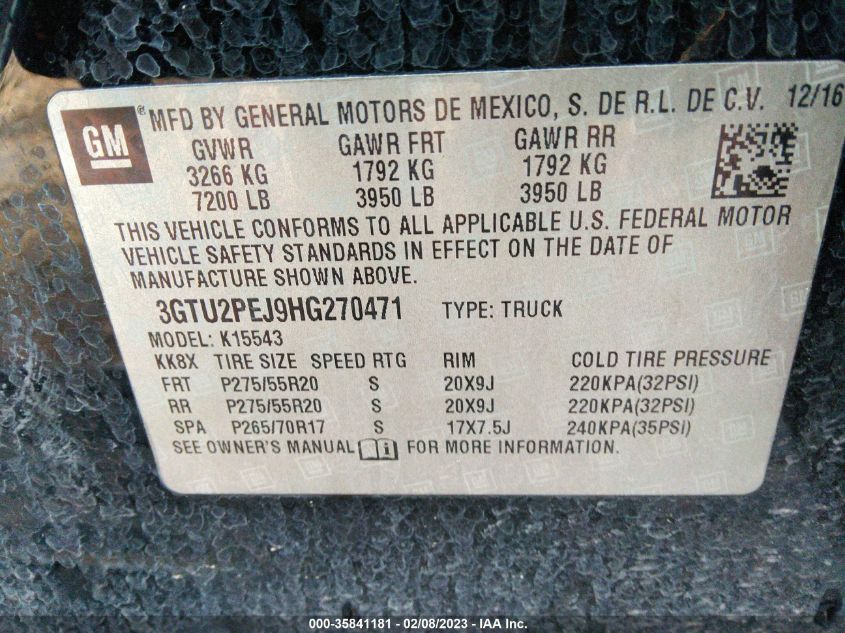 GM ® MFD BY GENERAL MOTORS DE MEXICO, S. DE R.L. DE C.V. 12/16
GVWR GAWR FRT GAWR RR
3266 KG 1792 KG 1792 KG
7200 LB 3950 LB 3950 LB
THIS VEHICLE CONFORMS TO ALL APPLICABLE U.S. FEDERAL MOTOR
VEHICLE SAFETY STANDARDS IN EFFECT ON THE DATE OF
MANUFACTURE SHOWN ABOVE.
3GTU2PEJ9HG270471 TYPE: TRUCK
MODEL: K15543
KK8X TIRE SIZE SPEED RTG RIM COLD TIRE PRESSURE
FRT P275/55R20 S 20X9J 220KPA(32PSI)
RR P275/55R20 S 20X9J 220KPA(32PSI)
SPA P265/70R17 S 17X7.5J 240KPA(35PSI)
SEE OWNER'S MANUAL FOR MORE INFORMATION.
000-35841181 - 02/08/2023 - IAA Inc.